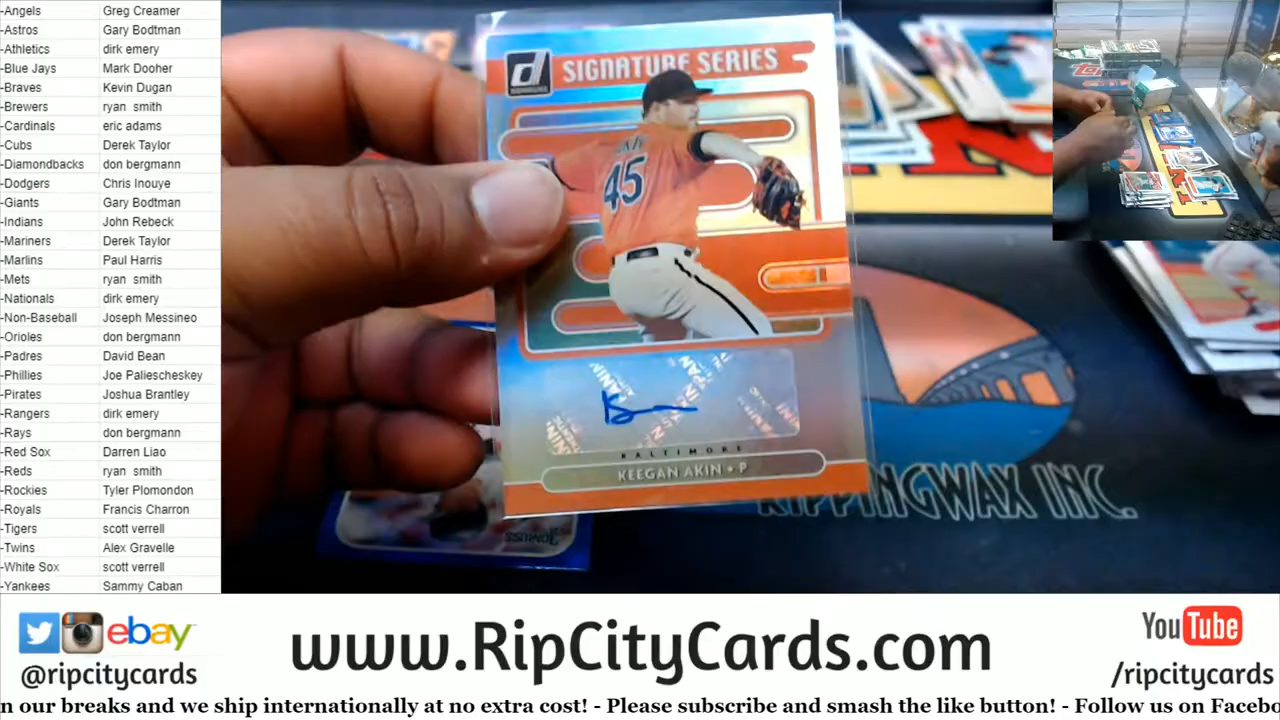 -Angels Greg Creamer
-Astros Gary Bodtman
-Athletics dirk emery
-Blue Jays Mark Dooher
-Braves Kevin Dugan
-Brewers ryan smith
-Cardinals eric adams
-Cubs Derek Taylor
-Diamondbacks don bergmann
-Dodgers Chris Inouye
-Giants Gary Bodtman
-Indians John Rebeck
-Mariners Derek Taylor
-Marlins Paul Harris
-Mets ryan smith
-Nationals dirk emery
-Non-Baseball Joseph Messineo
-Orioles don bergmann
-Padres David Bean
-Phillies Joe Paliescheskey
-Pirates Joshua Brantley
-Rangers dirk emery
-Rays don bergmann
-Red Sox Darren Liao
-Reds ryan smith
-Rockies Tyler Plomondon
-Royals Francis Charron
-Tigers scott verrell
-Twins Alex Gravelle
-White Sox scott verrell
-Yankees Sammy Caban
d
DONRUSS
SIGNATURE SERIES
45
BALTIMORE
KEEGAN AKIN • P
DONRUSS
RIPPINGWAX INC.
ebay
@ripcitycards
www.RipCityCards.com
YouTube
/ripcitycards
n our breaks and we ship internationally at no extra cost! - Please subscribe and smash the like button! - Follow us on Facebo